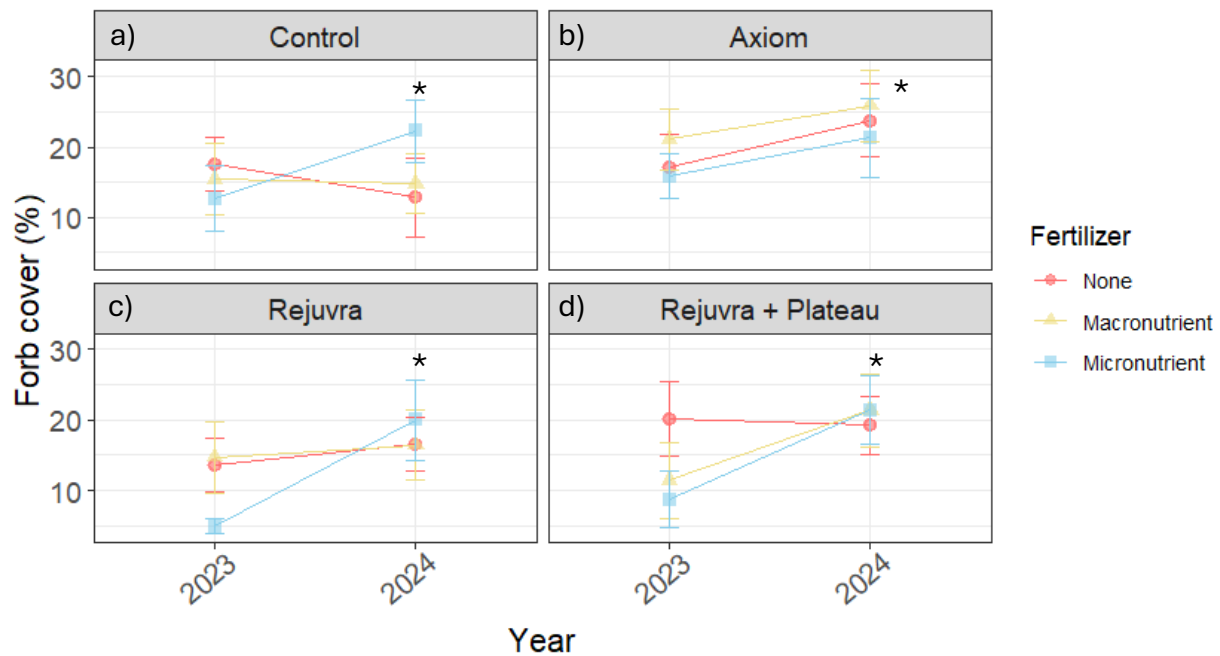 a) Control
b) Axiom
30
20
10
*
*
c) Rejuvra
d) Rejuvra + Plateau
30
20
10
*
*
2023
2024
2023
2024
Forb cover (%)
Year
Fertilizer
None
Macronutrient
Micronutrient